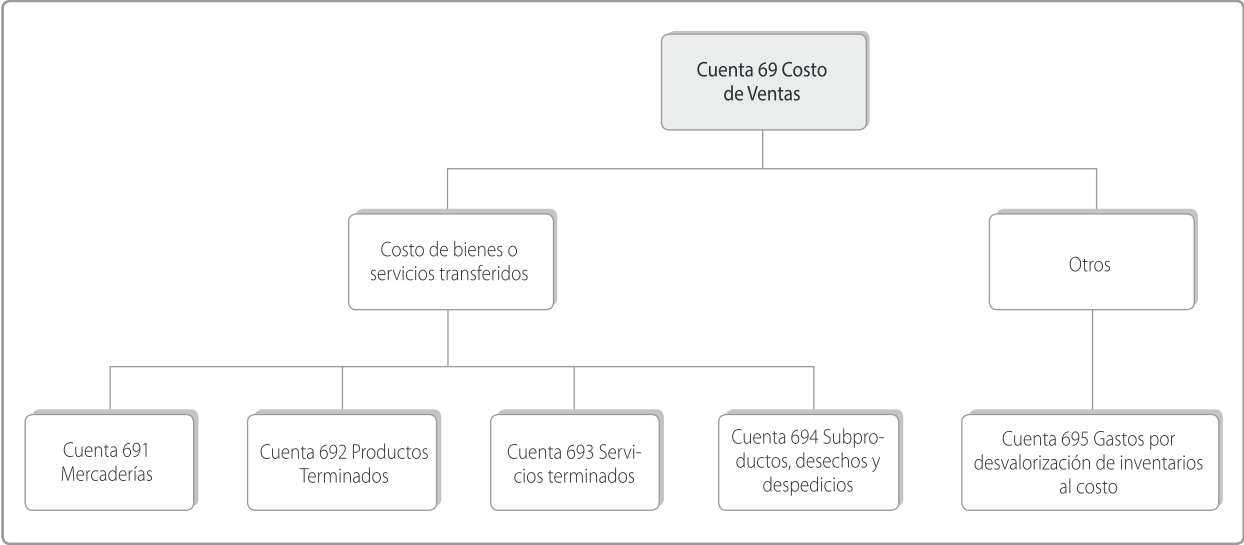 Cuenta 69 Costo
de Ventas
Costo de bienes o
servicios transferidos
Otros
Cuenta 691
Mercaderías
Cuenta 692 Productos
Terminados
Cuenta 693 Servi-
cios terminados
Cuenta 694 Subpro-
ductos, desechos y
despedicios
Cuenta 695 Gastos por
desvalorización de inventarios
al costo